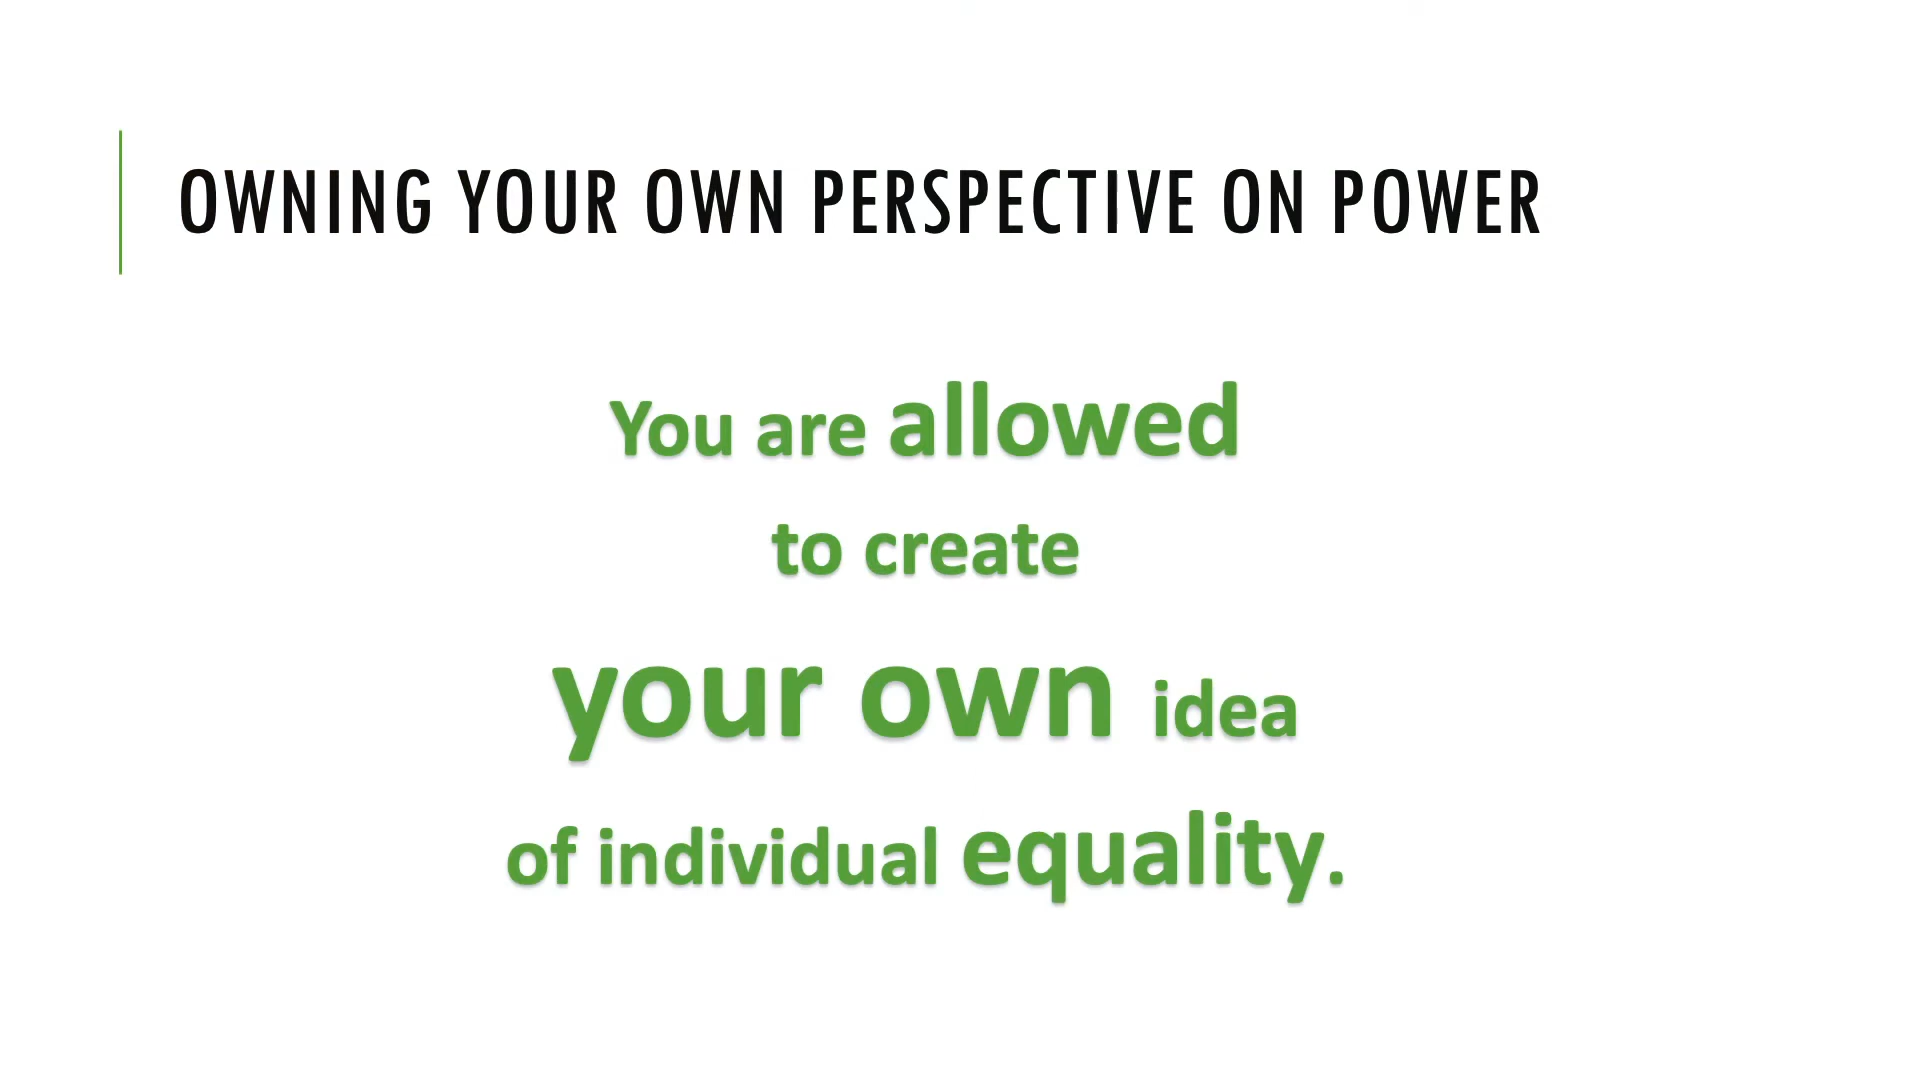 OWNING YOUR OWN PERSPECTIVE ON POWER
You are allowed
to create
your own idea
of individual equality.